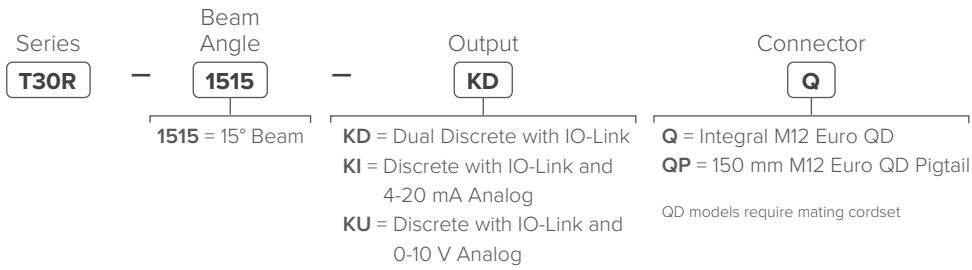 Series
Beam
Angle
Output
Connector
T30R – 1515 – KD Q
1515 = 15° Beam
KD = Dual Discrete with IO-Link
KI = Discrete with IO-Link and
4-20 mA Analog
KU = Discrete with IO-Link and
0-10 V Analog
Q = Integral M12 Euro QD
QP = 150 mm M12 Euro QD Pigtail
QD models require mating cordset